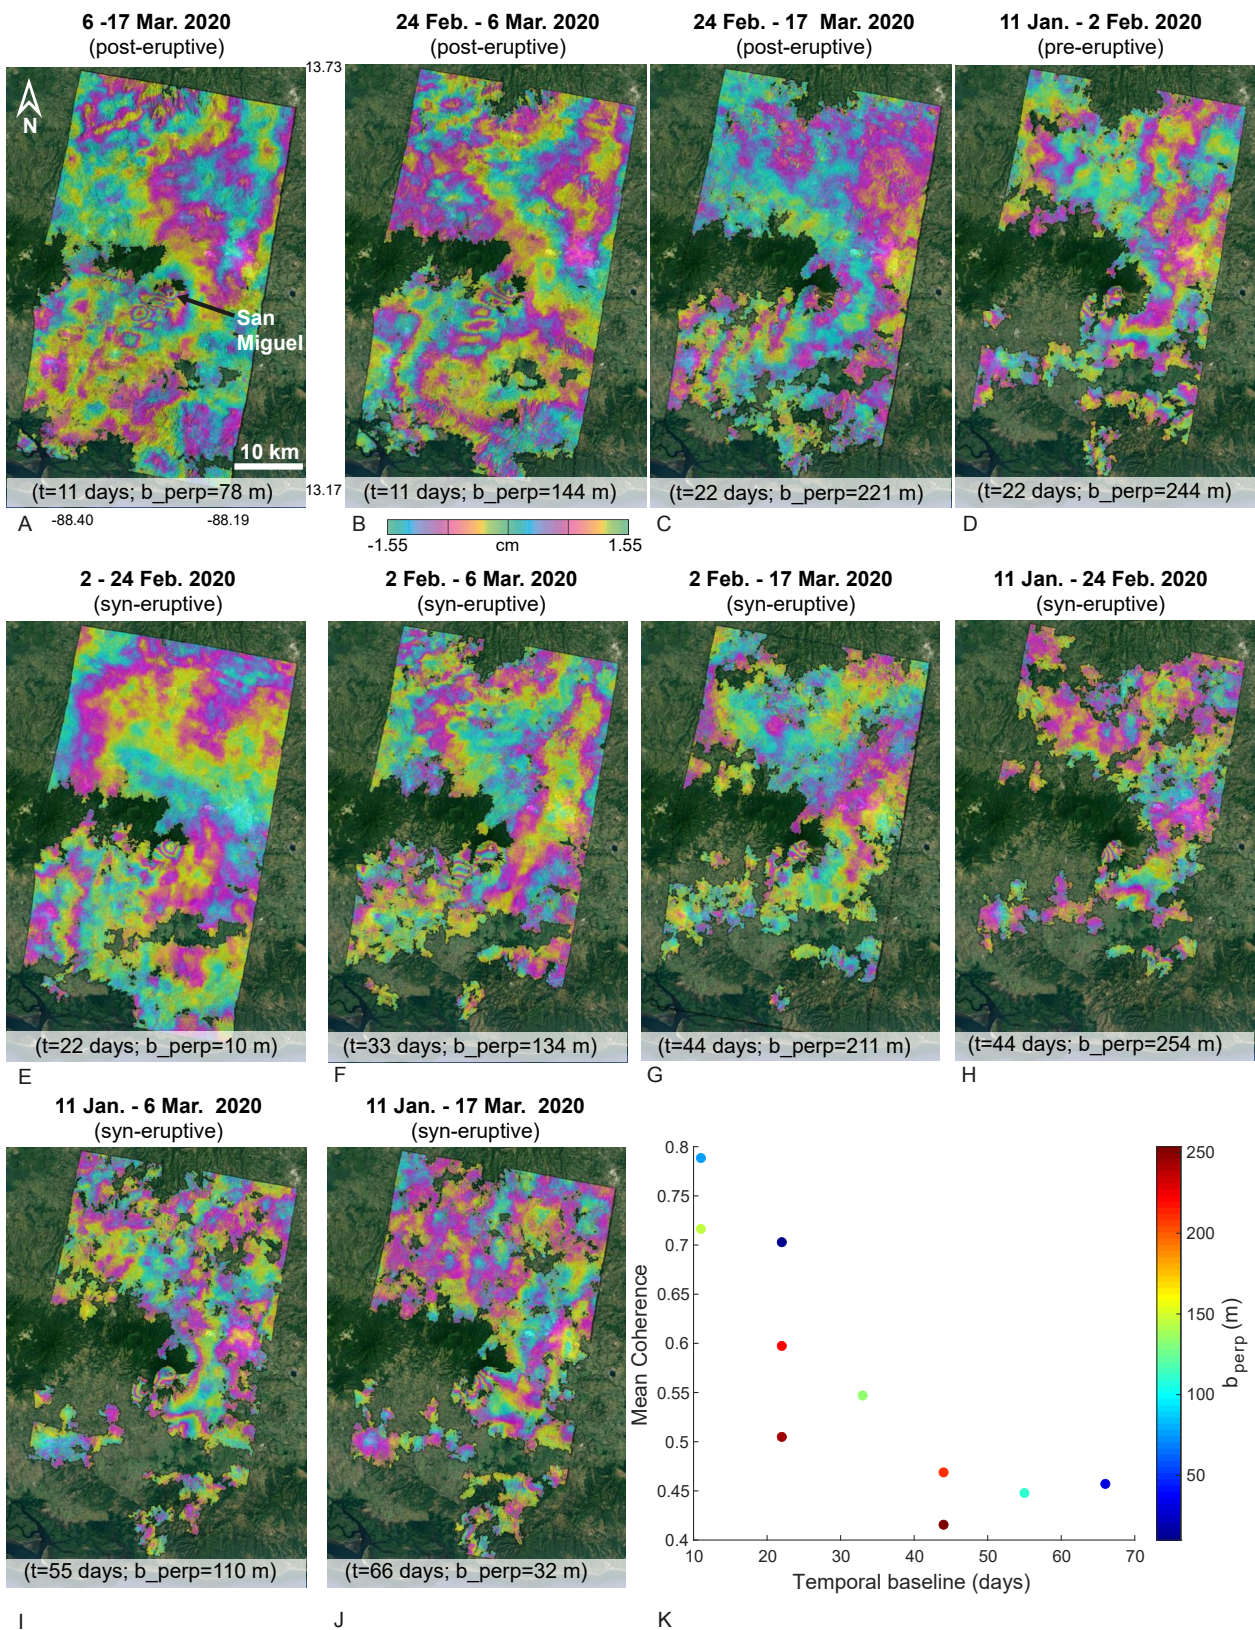 6 -17 Mar. 2020
(post-eruptive)
24 Feb. - 6 Mar. 2020
(post-eruptive)
24 Feb. - 17 Mar. 2020
(post-eruptive)
11 Jan. - 2 Feb. 2020
(pre-eruptive)
13.73
N
San
Miguel
10 km
13.17
(t=11 days; b_perp=78 m)
(t=11 days; b_perp=144 m)
(t=22 days; b_perp=221 m)
(t=22 days; b_perp=244 m)
A
-88.40
-88.19
B
-1.55
cm
1.55
C
D
2 - 24 Feb. 2020
(syn-eruptive)
2 Feb. - 6 Mar. 2020
(syn-eruptive)
2 Feb. - 17 Mar. 2020
(syn-eruptive)
11 Jan. - 24 Feb. 2020
(syn-eruptive)
(t=22 days; b_perp=10 m)
(t=33 days; b_perp=134 m)
(t=44 days; b_perp=211 m)
(t=44 days; b_perp=254 m)
E
F
G
H
11 Jan. - 6 Mar. 2020
(syn-eruptive)
11 Jan. - 17 Mar. 2020
(syn-eruptive)
(t=55 days; b_perp=110 m)
(t=66 days; b_perp=32 m)
I
J
0.8
0.75
0.7
0.65
0.6
0.55
0.5
0.45
0.4
Mean Coherence
10 20 30 40 50 60 70
Temporal baseline (days)
250
200
150
100
50
b perp (m)
K